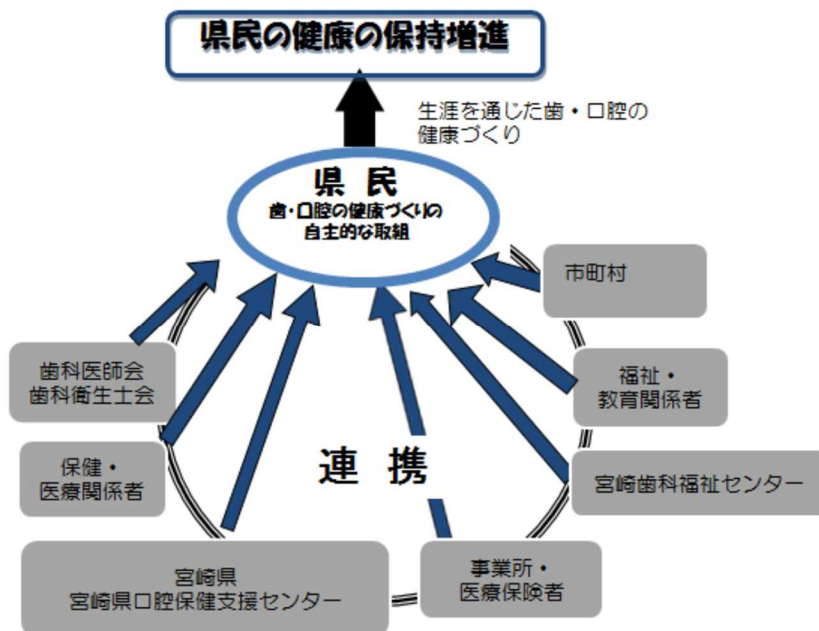 県民の健康の保持増進
生涯を通じた歯・口腔の
健康づくり
県 民
歯・口腔の健康づくりの
自主的な取組
市町村
歯科医師会
歯科衛生士会
福祉・
教育関係者
保健・
医療関係者
連 携
宮崎歯科福祉センター
宮崎県
宮崎県口腔保健支援センター
事業所・
医療保険者